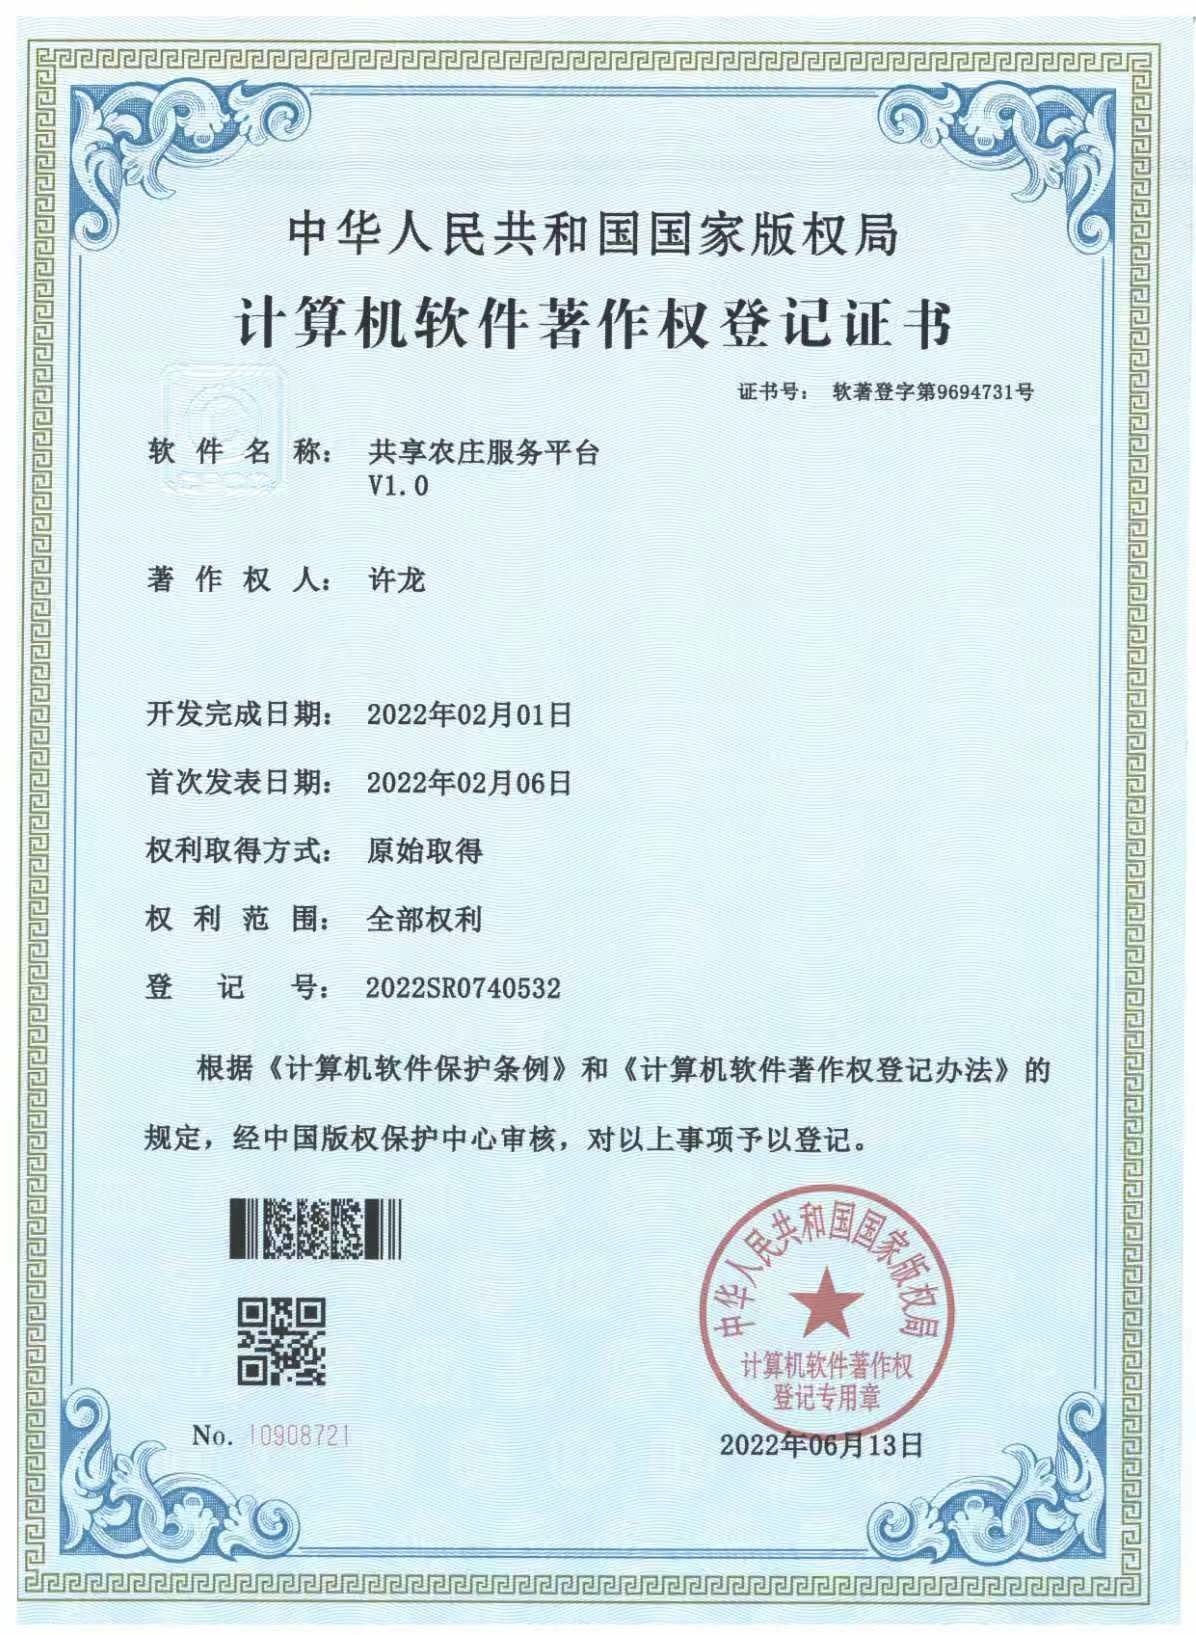 中华人民共和国国家版权局
计算机软件著作权登记证书
证书号： 软著登字第9694731号
软件名称： 共享农庄服务平台
V1.0
著作权人： 许龙
开发完成日期： 2022年02月01日
首次发表日期： 2022年02月06日
权利取得方式： 原始取得
权利范围： 全部权利
登记号： 2022SR0740532
根据《计算机软件保护条例》和《计算机软件著作权登记办法》的
规定，经中国版权保护中心审核，对以上事项予以登记。
中华人民共和国国家版权局
计算机软件著作权
登记专用章
No. 10908721
2022年06月13日